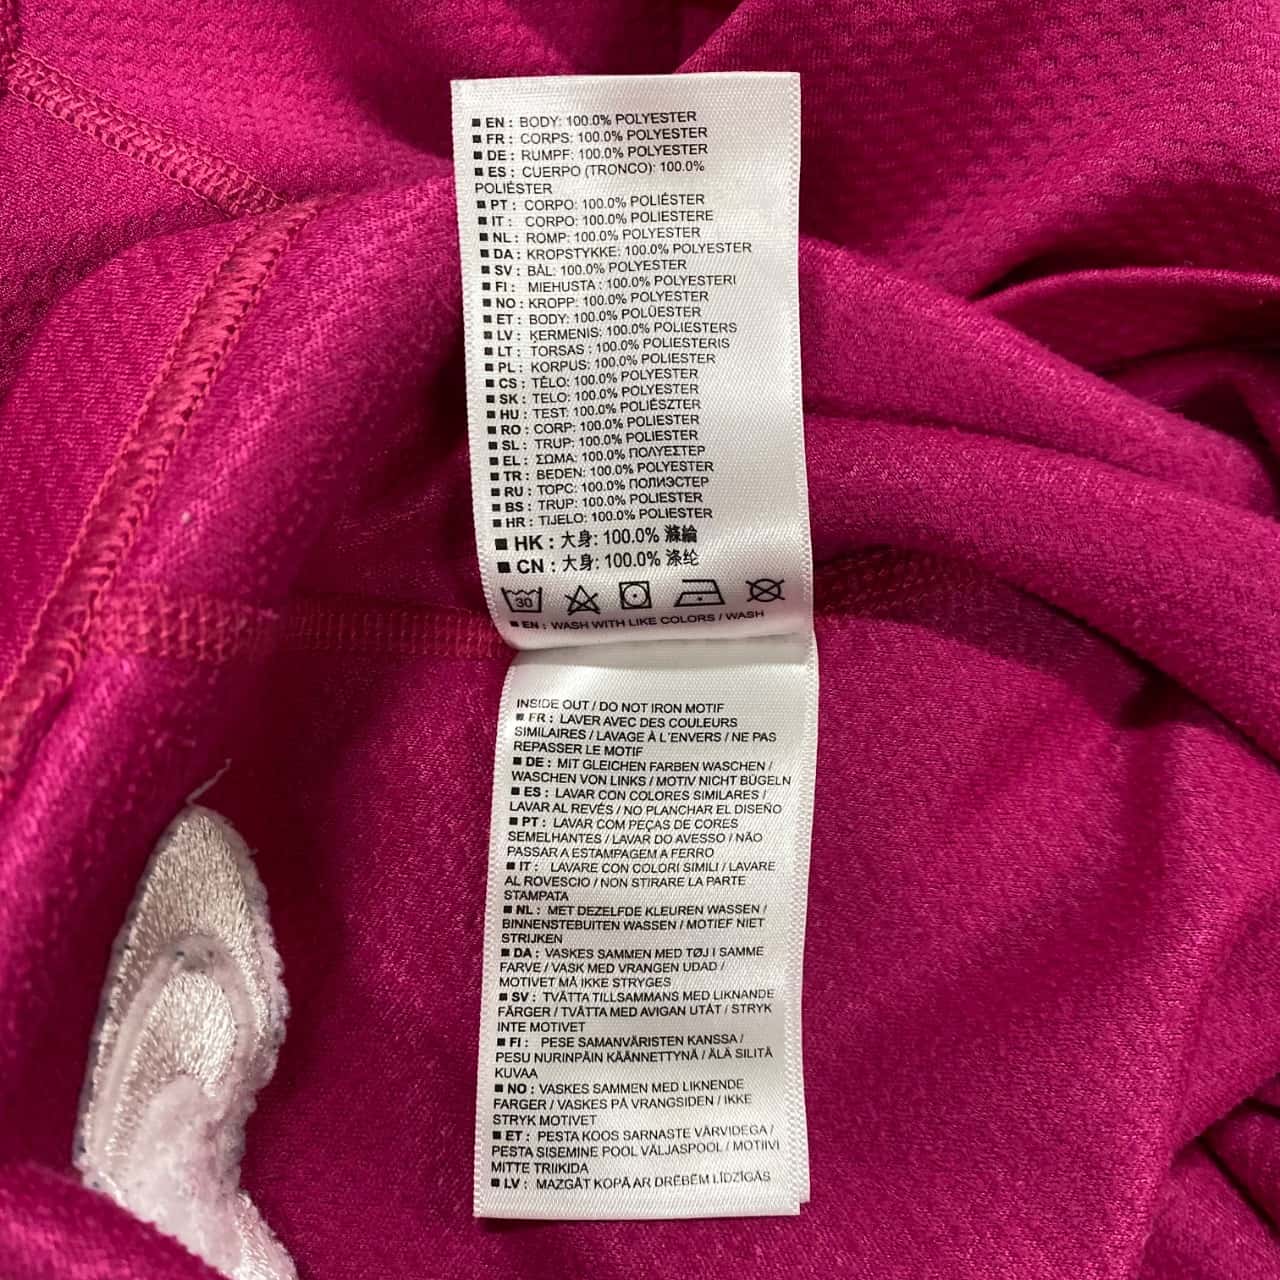 ■ EN : BODY: 100.0% POLYESTER
■ FR : CORPS: 100.0% POLYESTER
■ DE : RUMPF: 100.0% POLYESTER
■ ES : CUERPO (TRONCO): 100.0%
POLIÉSTER
■ PT : CORPO: 100.0% POLIÉSTER
■ IT : CORPO: 100.0% POLIESTERE
■ NL : ROMP: 100.0% POLYESTER
■ DA : KROPSTYKKE: 100.0% POLYESTER
■ SV : BÅL: 100.0% POLYESTER
■ FI : MIEHUSTA : 100.0% POLYESTERI
■ NO : KROPP: 100.0% POLYESTER
■ ET : BODY: 100.0% POLÜESTER
■ LV : ĶERMENIS: 100.0% POLIESTERS
■ LT : TORSAS : 100.0% POLIESTERIS
■ PL : KORPUS: 100.0% POLIESTER
■ CS : TĚLO: 100.0% POLYESTER
■ SK : TELO: 100.0% POLYESTER
■ HU : TEST: 100.0% POLIÉSZTER
■ RO : CORP: 100.0% POLIESTER
■ SL : TRUP: 100.0% POLIESTER
■ EL : ΣΩΜΑ: 100.0% ΠΟΛΥΕΣΤΕΡ
■ TR : BEDEN: 100.0% POLYESTER
■ RU : ТОРС: 100.0% ПОЛИЭСТЕР
■ BS : TRUP: 100.0% POLIESTER
■ HR : TIJELO: 100.0% POLIESTER
■ HK : 大身: 100.0% 滌綸
■ CN : 大身: 100.0% 涤纶
30
■ EN : WASH WITH LIKE COLORS / WASH
INSIDE OUT / DO NOT IRON MOTIF
■ FR : LAVER AVEC DES COULEURS
SIMILAIRES / LAVAGE À L'ENVERS / NE PAS
REPASSER LE MOTIF
■ DE : MIT GLEICHEN FARBEN WASCHEN /
WASCHEN VON LINKS / MOTIV NICHT BÜGELN
■ ES : LAVAR CON COLORES SIMILARES /
LAVAR AL REVÉS / NO PLANCHAR EL DISEÑO
■ PT : LAVAR COM PEÇAS DE CORES
SEMELHANTES / LAVAR DO AVESSO / NÃO
PASSAR A ESTAMPAGEM A FERRO
■ IT : LAVARE CON COLORI SIMILI / LAVARE
AL ROVESCIO / NON STIRARE LA PARTE
STAMPATA
■ NL : MET DEZELFDE KLEUREN WASSEN /
BINNENSTEBUITEN WASSEN / MOTIEF NIET
STRIJKEN
■ DA : VASKES SAMMEN MED TØJ I SAMME
FARVE / VASK MED VRANGEN UDAD /
MOTIVET MÅ IKKE STRYGES
■ SV : TVÄTTA TILLSAMMANS MED LIKNANDE
FÄRGER / TVÄTTA MED AVIGAN UTÅT / STRYK
INTE MOTIVET
■ FI : PESE SAMANVÄRISTEN KANSSA /
PESU NURINPÄIN KÄÄNNETTYNÄ / ÄLÄ SILITÄ
KUVAA
■ NO : VASKES SAMMEN MED LIKNENDE
FARGER / VASKES PÅ VRANGSIDEN / IKKE
STRYK MOTIVET
■ ET : PESTA KOOS SARNASTE VÄRVIDEGA /
PESTA SISEMINE POOL VÄLJASPOOL / MOTIIVI
MITTE TRIIKIDA
■ LV : MAZGĀT KOPĀ AR DRĒBĒM LĪDZĪGĀS